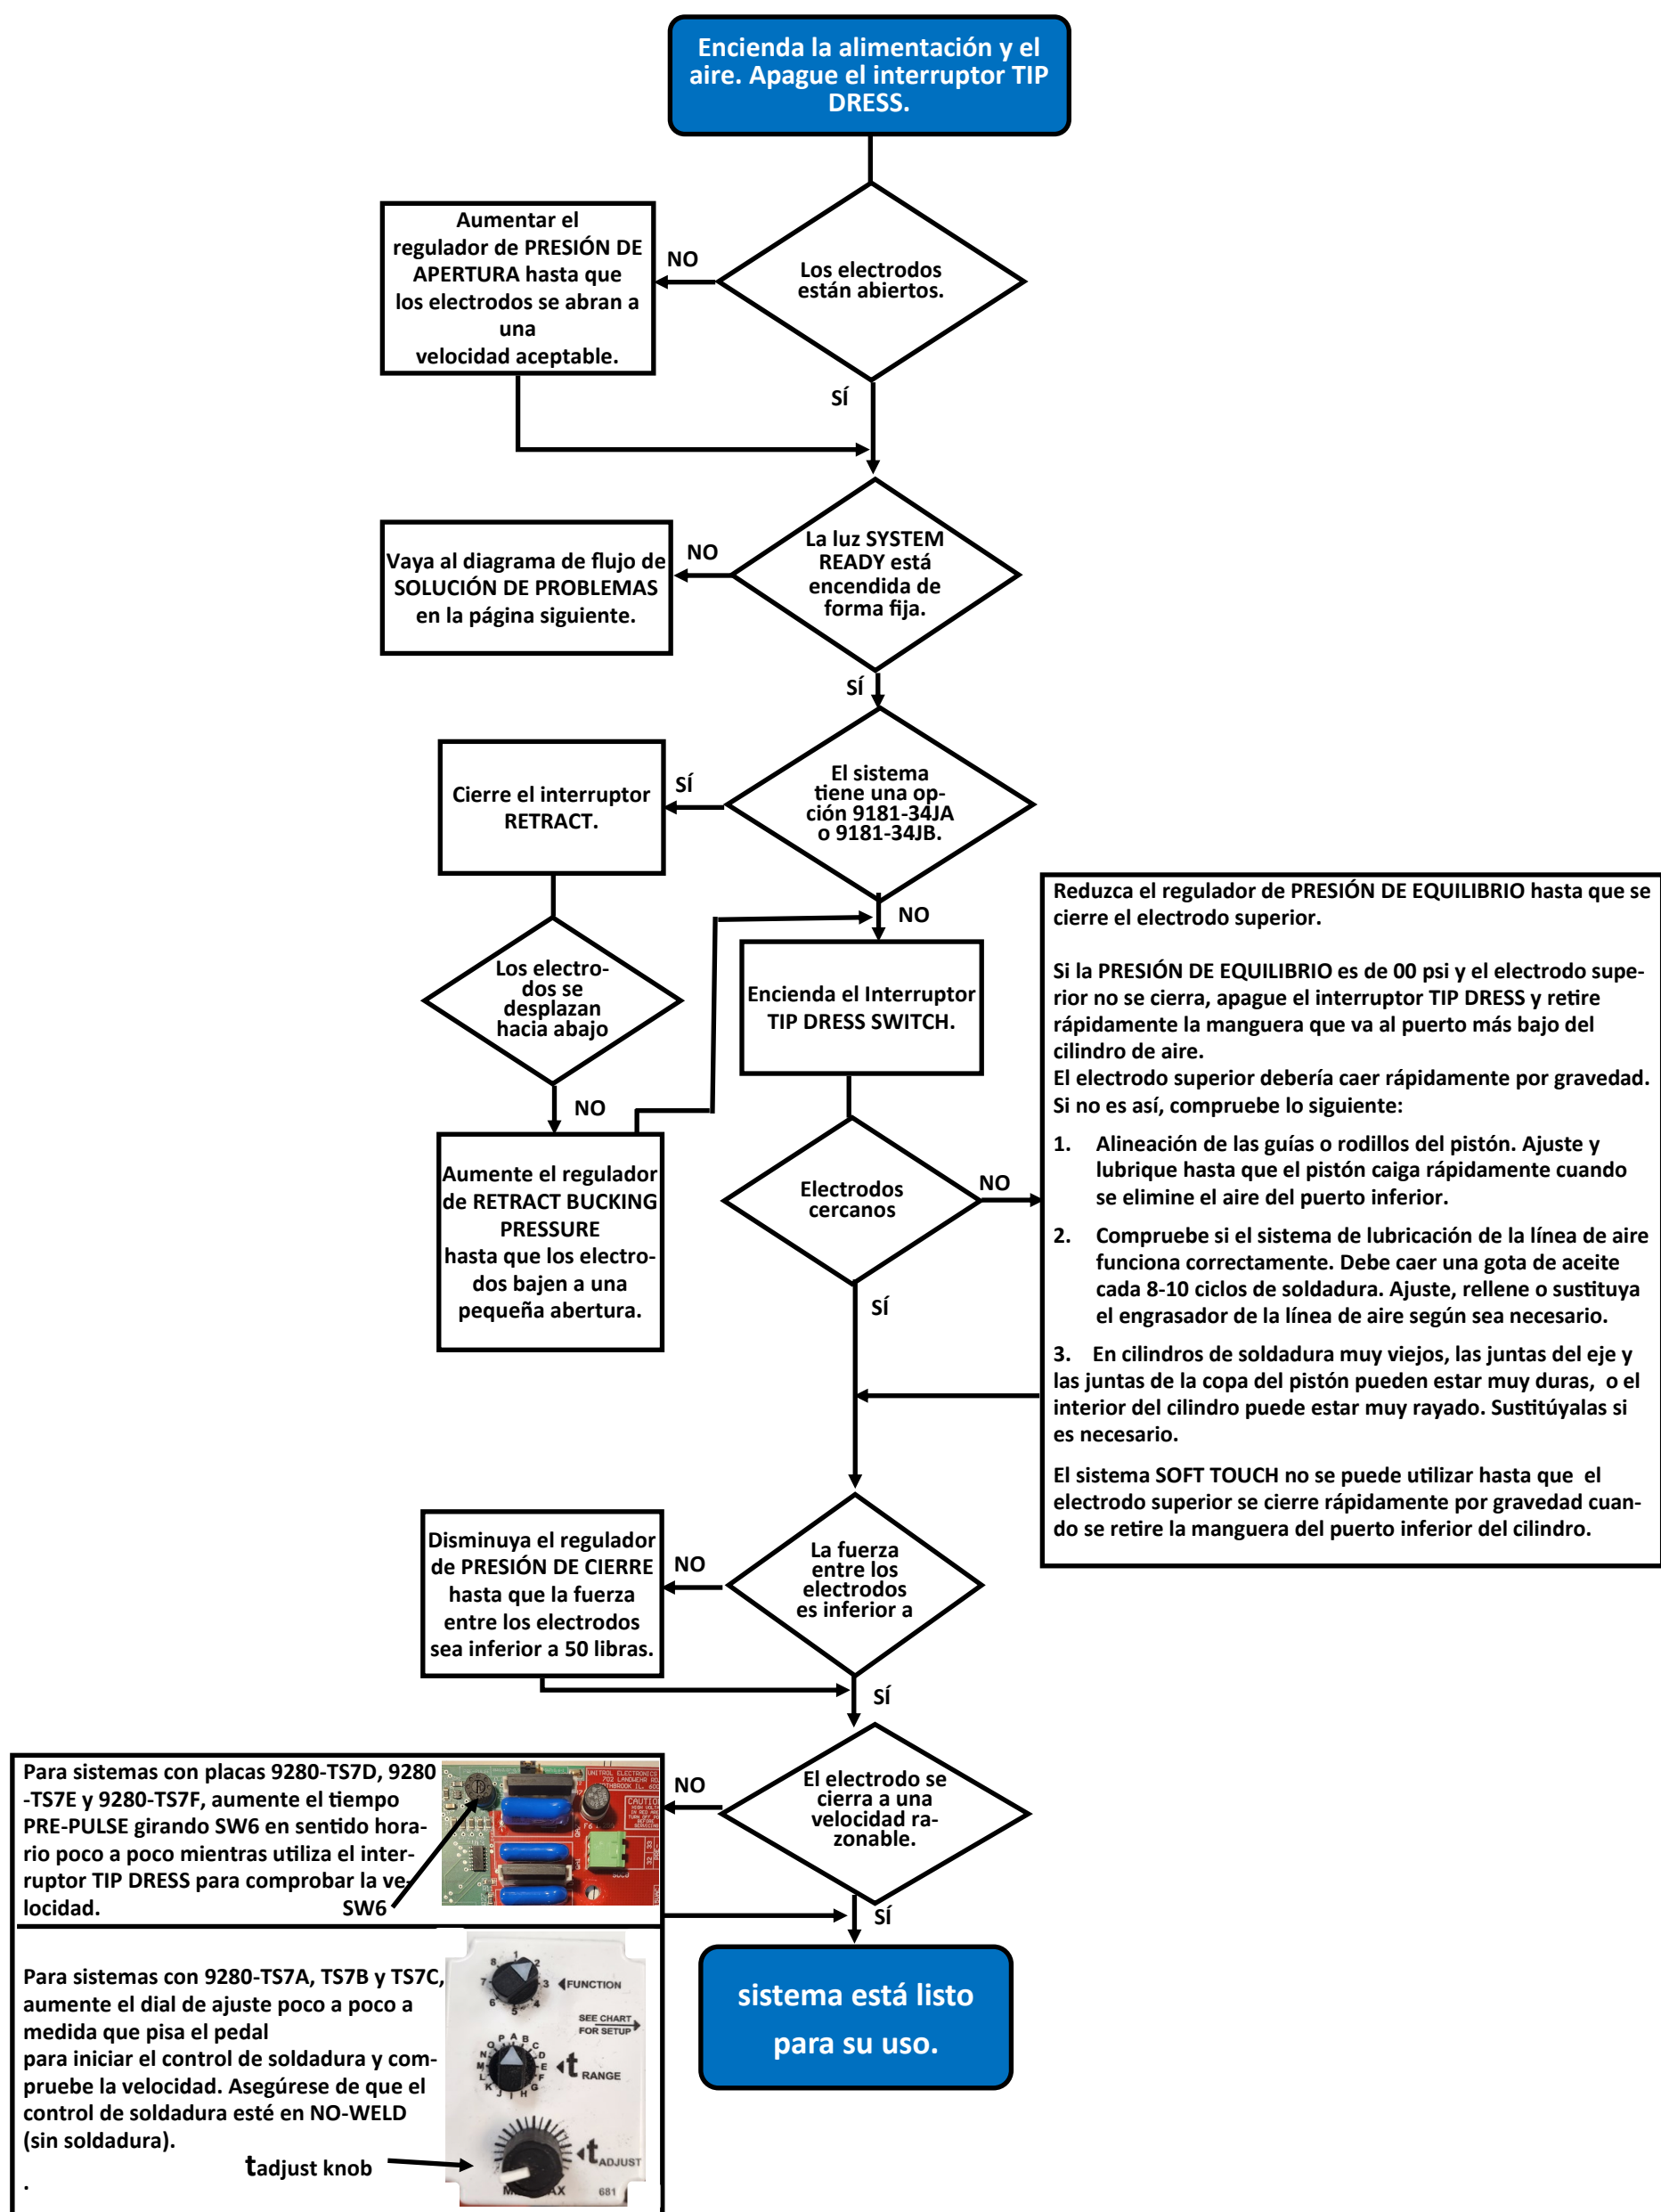 Encienda la alimentación y el
aire. Apague el interruptor TIP
DRESS.
Aumentar el
regulador de PRESIÓN DE
APERTURA hasta que
los electrodos se abran a
una
velocidad aceptable.
NO
Los electrodos
están abiertos.
SÍ
Vaya al diagrama de flujo de
SOLUCIÓN DE PROBLEMAS
en la página siguiente.
NO
La luz SYSTEM
READY está
encendida de
forma fija.
SÍ
Cierre el interruptor
RETRACT.
SÍ
El sistema
tiene una op-
ción 9181-34JA
o 9181-34JB.
NO
Los electro-
dos se
desplazan
hacia abajo
NO
Encienda el Interruptor
TIP DRESS SWITCH.
Aumente el regulador
de RETRACT BUCKING
PRESSURE
hasta que los electro-
dos bajen a una
pequeña abertura.
Electrodos
cercanos
NO
SÍ
Reduzca el regulador de PRESIÓN DE EQUILIBRIO hasta que se
cierre el electrodo superior.
Si la PRESIÓN DE EQUILIBRIO es de 00 psi y el electrodo supe-
rior no se cierra, apague el interruptor TIP DRESS y retire
rápidamente la manguera que va al puerto más bajo del
cilindro de aire.
El electrodo superior debería caer rápidamente por gravedad.
Si no es así, compruebe lo siguiente:
1. Alineación de las guías o rodillos del pistón. Ajuste y
lubrique hasta que el pistón caiga rápidamente cuando
se elimine el aire del puerto inferior.
2. Compruebe si el sistema de lubricación de la línea de aire
funciona correctamente. Debe caer una gota de aceite
cada 8-10 ciclos de soldadura. Ajuste, rellene o sustituya
el engrasador de la línea de aire según sea necesario.
3. En cilindros de soldadura muy viejos, las juntas del eje y
las juntas de la copa del pistón pueden estar muy duras, o el
interior del cilindro puede estar muy rayado. Sustitúyalas si
es necesario.
El sistema SOFT TOUCH no se puede utilizar hasta que el
electrodo superior se cierre rápidamente por gravedad cuan-
do se retire la manguera del puerto inferior del cilindro.
Disminuya el regulador
de PRESIÓN DE CIERRE
hasta que la fuerza
entre los electrodos
sea inferior a 50 libras.
NO
La fuerza
entre los
electrodos
es inferior a
SÍ
Para sistemas con placas 9280-TS7D, 9280
-TS7E y 9280-TS7F, aumente el tiempo
PRE-PULSE girando SW6 en sentido hora-
rio poco a poco mientras utiliza el inter-
ruptor TIP DRESS para comprobar la ve-
locidad.
SW6
UNITROL ELECTRONICS
702 LANDWEHR RD.
NO
El electrodo se
cierra a una
velocidad ra-
zonable.
SÍ
Para sistemas con 9280-TS7A, TS7B y TS7C,
aumente el dial de ajuste poco a poco a
medida que pisa el pedal
para iniciar el control de soldadura y com-
pruebe la velocidad. Asegúrese de que el
control de soldadura esté en NO-WELD
(sin soldadura).
tadjust knob
.
1 2 3 4 5 6 7 8
FUNCTION
SEE CHART
FOR SETUP
A B C D E F G H I J K L M N O P
t RANGE
t ADJUST
681
sistema está listo
para su uso.